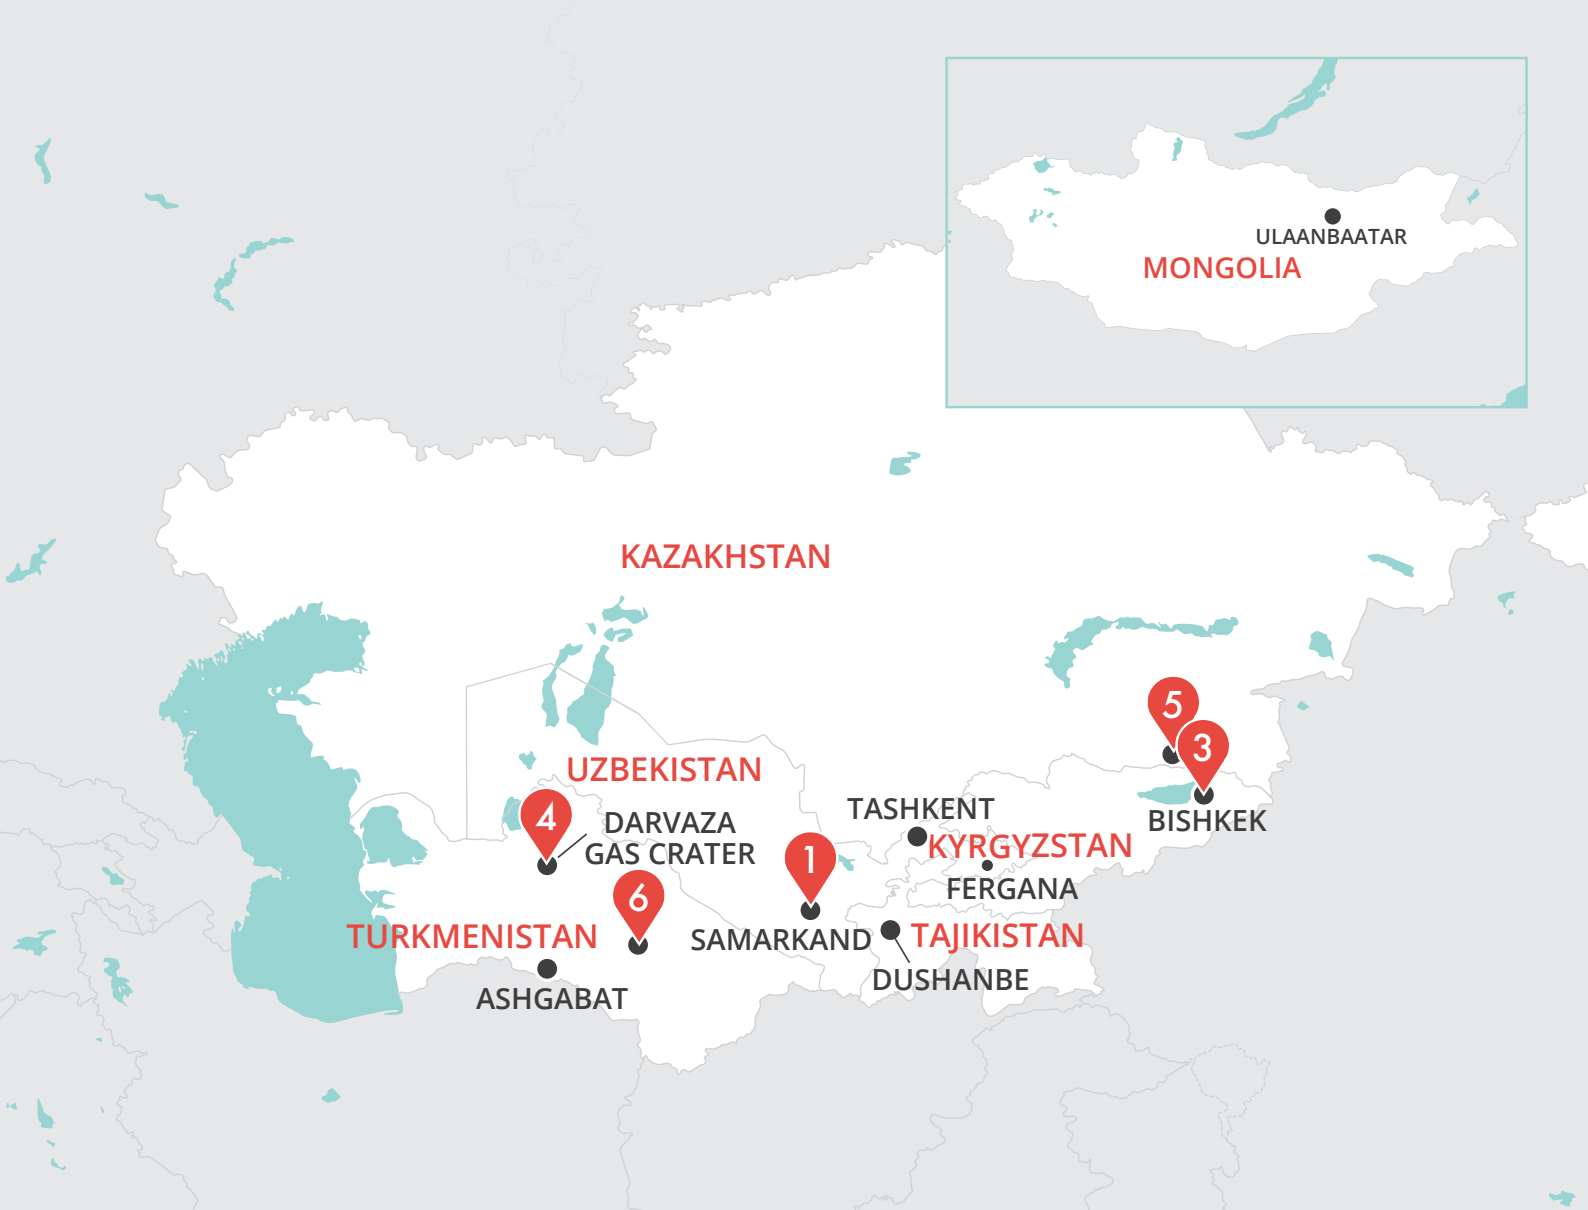 ULAANBAATAR
MONGOLIA
KAZAKHSTAN
5
3
UZBEKISTAN
4
DARVAZA
GAS CRATER
TASHKENT
BISHKEK
KYRGYZSTAN
1
FERGANA
6
TURKMENISTAN
SAMARKAND
TAJIKISTAN
DUSHANBE
ASHGABAT